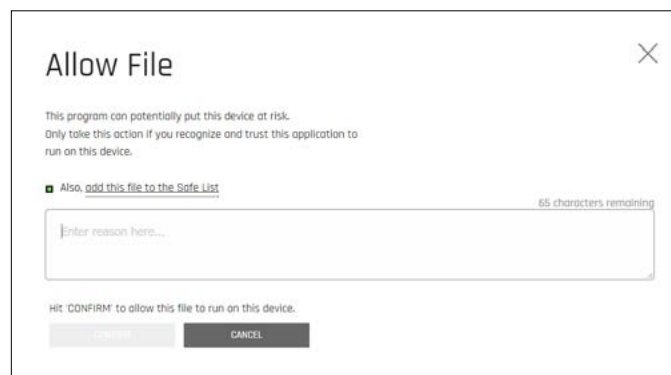 Allow File
This program can potentially put this device at risk.
Only take this action if you recognize and trust this application to
run on this device.
Also, add this file to the Safe List
65 characters remaining
Enter reason here...
Hit 'CONFIRM' to allow this file to run on this device.
CONFIRM CANCEL